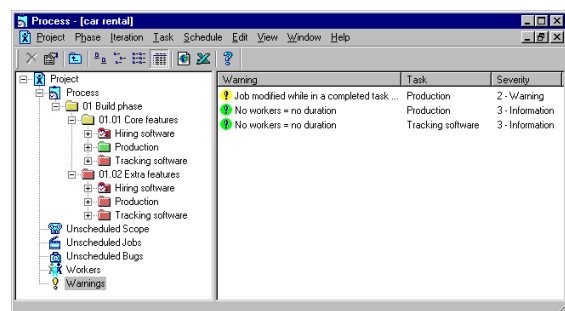 Process - [car rental]
Project Phase Iteration Task Schedule Edit View Window Help
Project
Process
01 Build phase
01.01 Core features
Hiring software
Production
Tracking software
01.02 Extra features
Hiring software
Production
Tracking software
Unscheduled Scope
Unscheduled Jobs
Unscheduled Bugs
Workers
Warnings
Warning Task Severity
Job modified while in a completed task ... Production 2 - Warning
No workers = no duration Production 3 - Information
No workers = no duration Tracking software 3 - Information